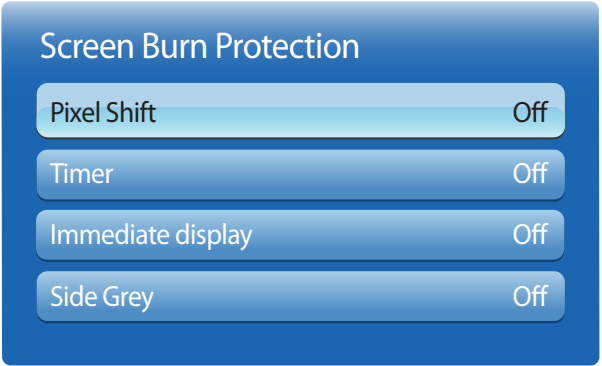 Screen Burn Protection
Pixel Shift Off
Timer Off
Immediate display Off
Side Grey Off